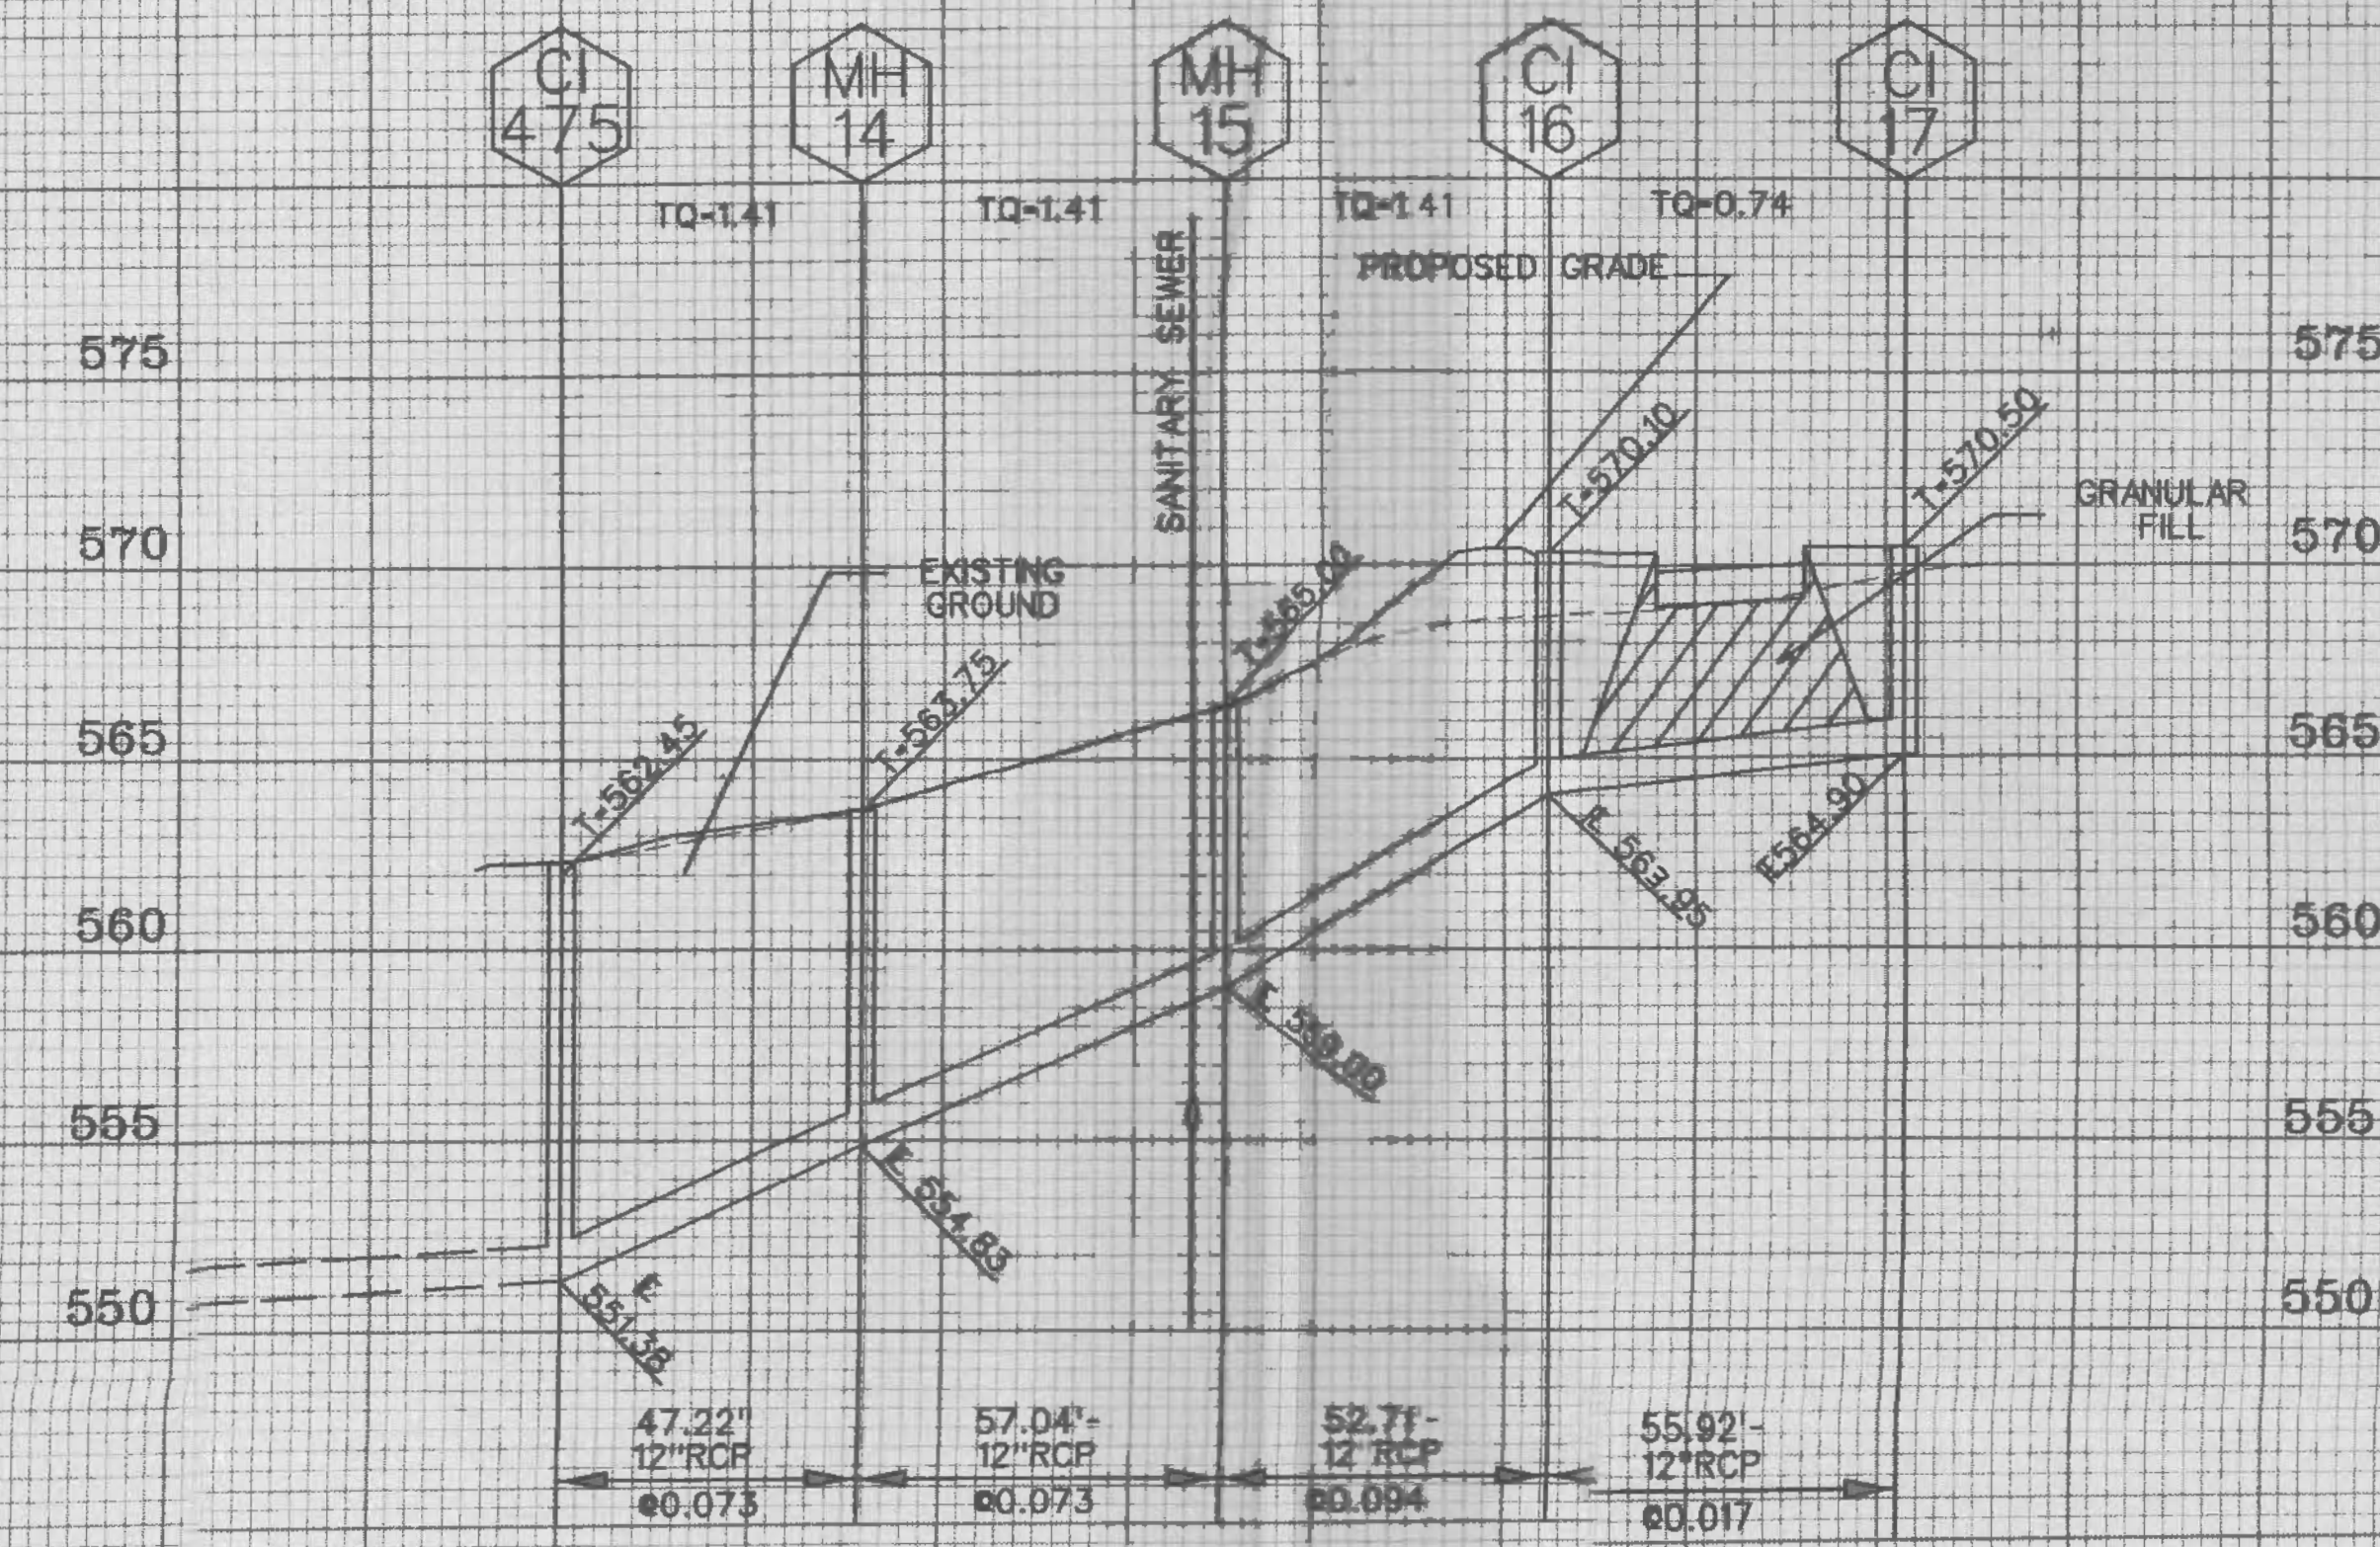 CI
475
MH
14
MH
15
CI
16
CI
17
TQ=1.41
TQ=1.41
TQ=1.41
TQ=0.74
SANITARY SEWER
PROPOSED GRADE
575
575
T=570.10
T=570.50
GRANULAR
FILL
570
570
EXISTING
GROUND
T=565.00
T=562.45
T=563.75
565
565
℄ 563.95
E564.90
560
560
℄ 559.00
555
555
℄ 554.83
℄
551.38
550
550
47.22'
12"RCP
@0.073
57.04'-
12"RCP
@0.073
52.71-
12"RCP
@0.094
55.92'-
12"RCP
@0.017